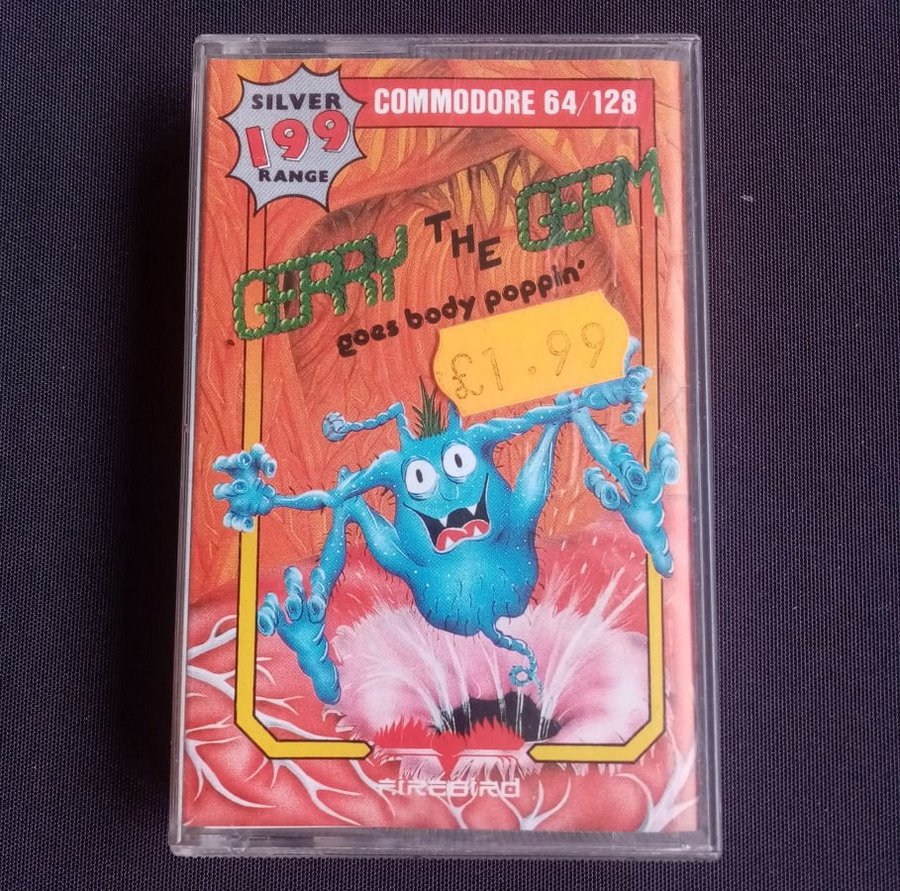 SILVER
199
RANGE
COMMODORE 64/128
GERRY THE GERM
goes body poppin'
£1.99
FIREBIRD